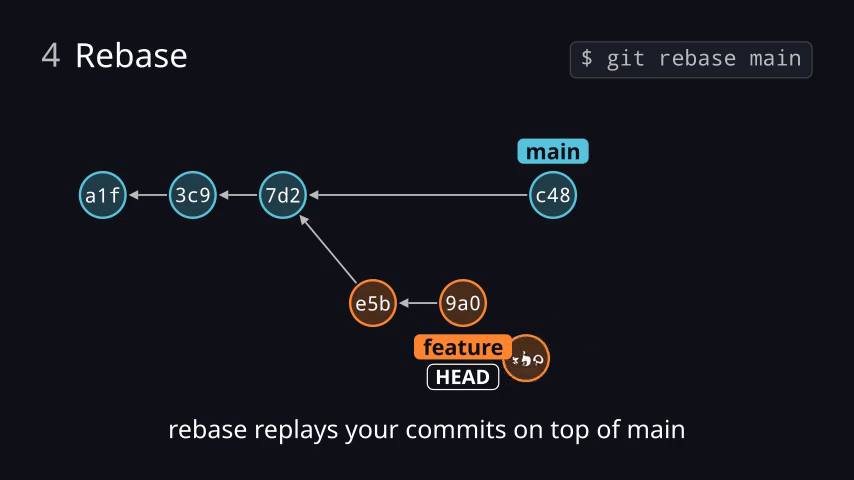 4 Rebase
$ git rebase main
main
a1f 3c9 7d2 c48
e5b 9a0
feature
HEAD
rebase replays your commits on top of main